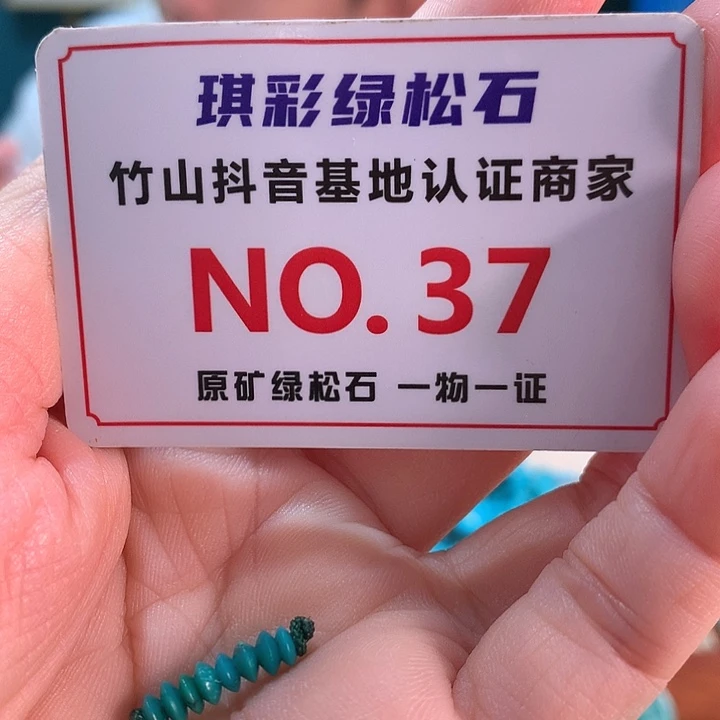 琪彩绿松石
竹山抖音基地认证商家
NO.37
原矿绿松石 一物一证